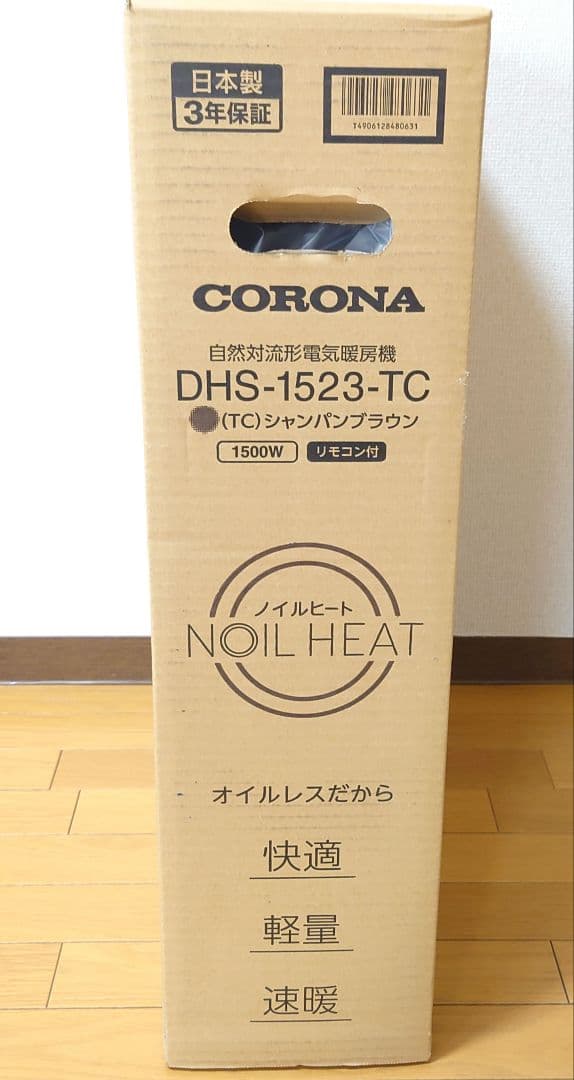 日本製
3年保証
T4906128480631
CORONA
自然対流形電気暖房機
DHS-1523-TC
(TC)シャンパンブラウン
1500W リモコン付
ノイルヒート
NOIL HEAT
オイルレスだから
快適
軽量
速暖